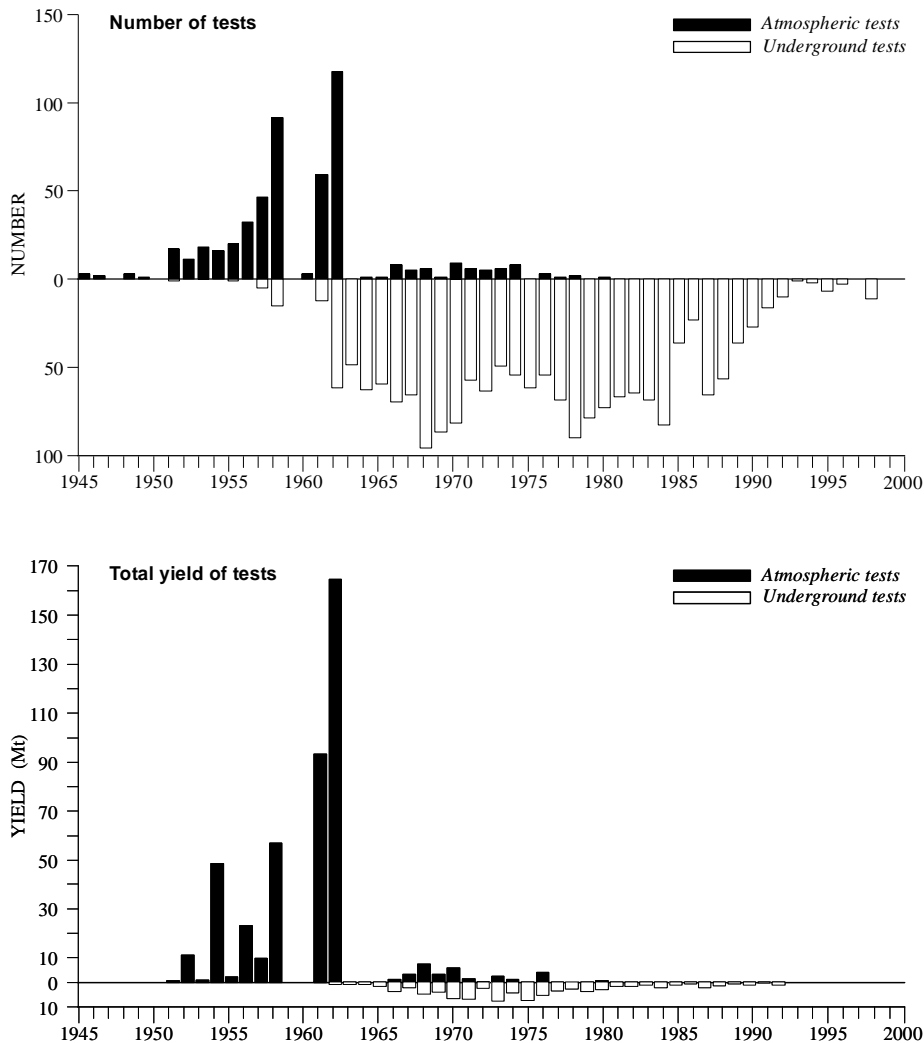 Number of tests
Atmospheric tests
Underground tests
150
100
50
0
50
100
NUMBER
1945 1950 1955 1960 1965 1970 1975 1980 1985 1990 1995 2000
Total yield of tests
Atmospheric tests
Underground tests
170
150
130
110
90
70
50
30
10
0
10
YIELD (Mt)
1945 1950 1955 1960 1965 1970 1975 1980 1985 1990 1995 2000